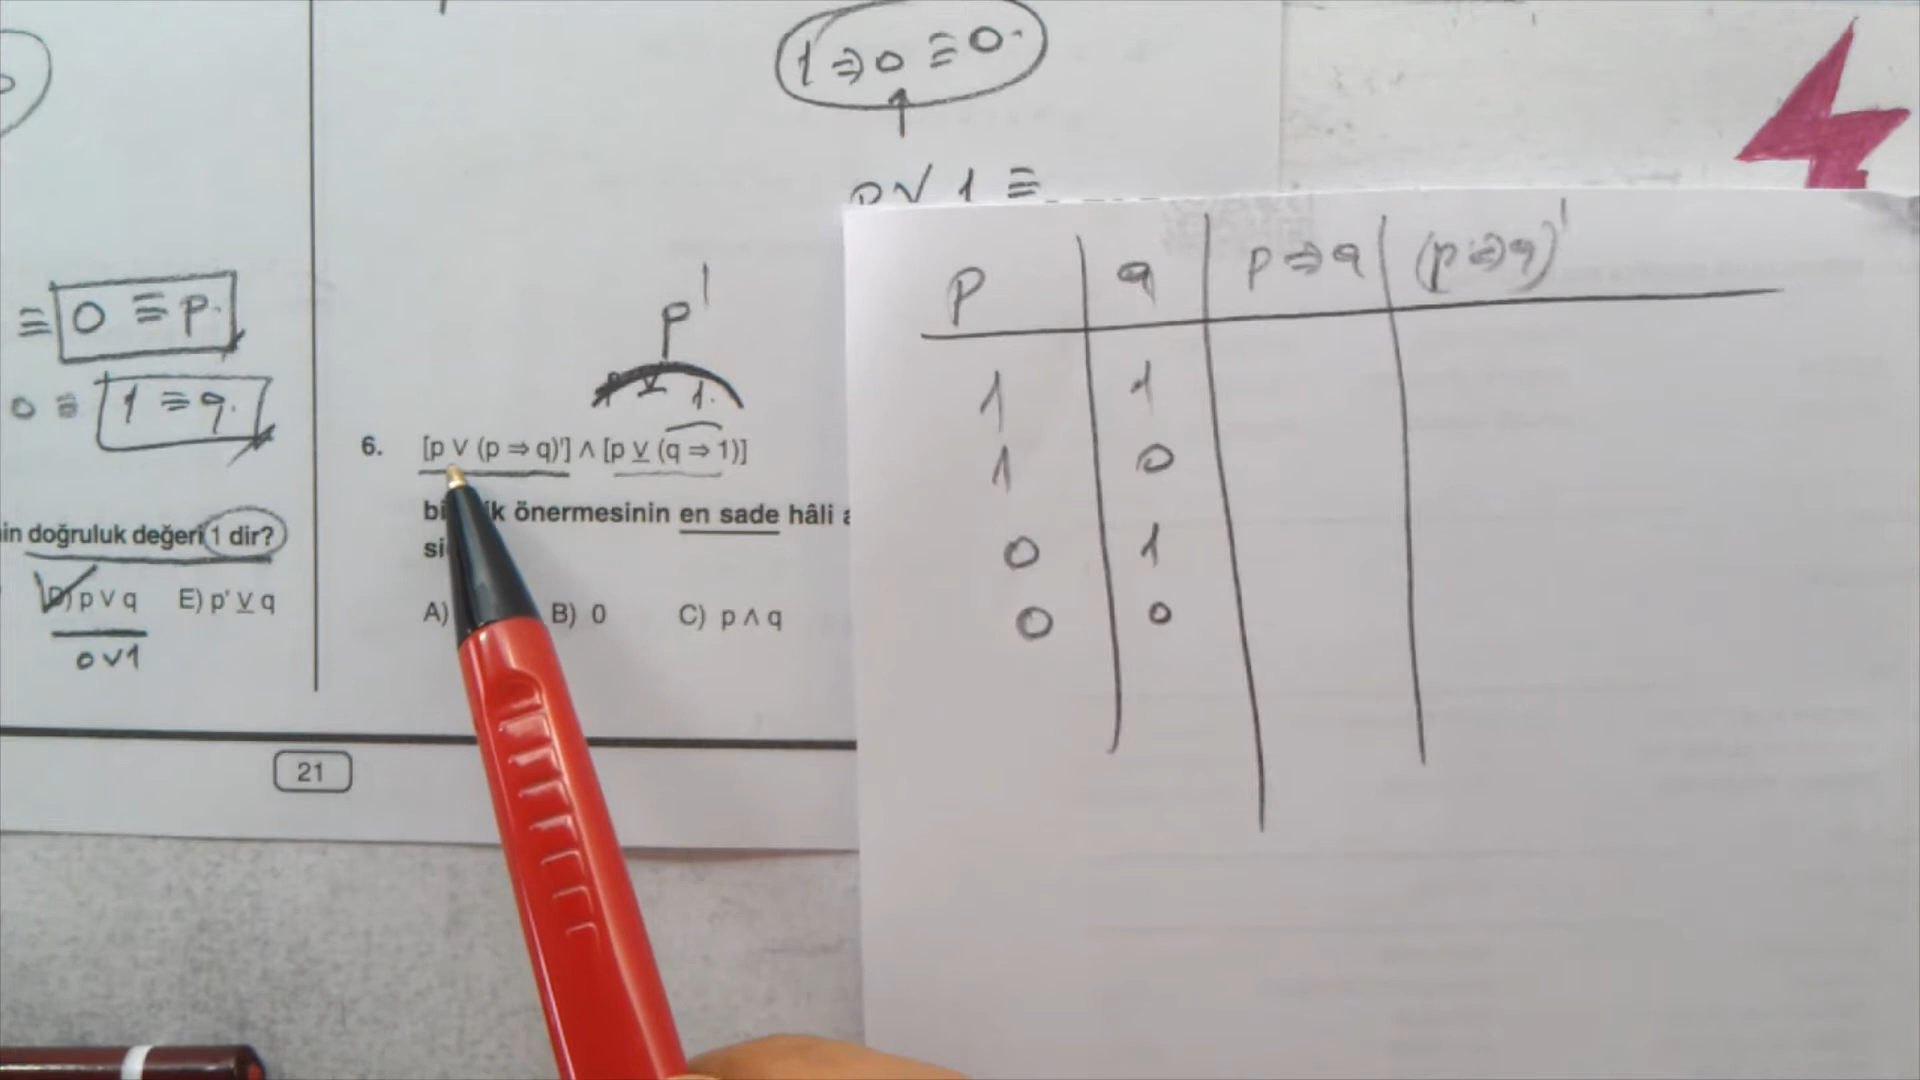 1 ⇒ 0 ≡ 0.
≡ 0 ≡ p.
0 ≡ 1 ≡ q.
in doğruluk değeri 1 dir?
D) p ∨ q E) p' ⊻ q
0 ∨ 1
p'
⊻ 1.
6. [p ∨ (p ⇒ q)'] ∧ [p ⊻ (q ⇒ 1)]
önermesinin en sade hâli
A) B) 0 C) p ∧ q
21
∨ 1 ≡
p q p ⇒ q (p ⇒ q)'
1 1
1 0
0 1
0 0